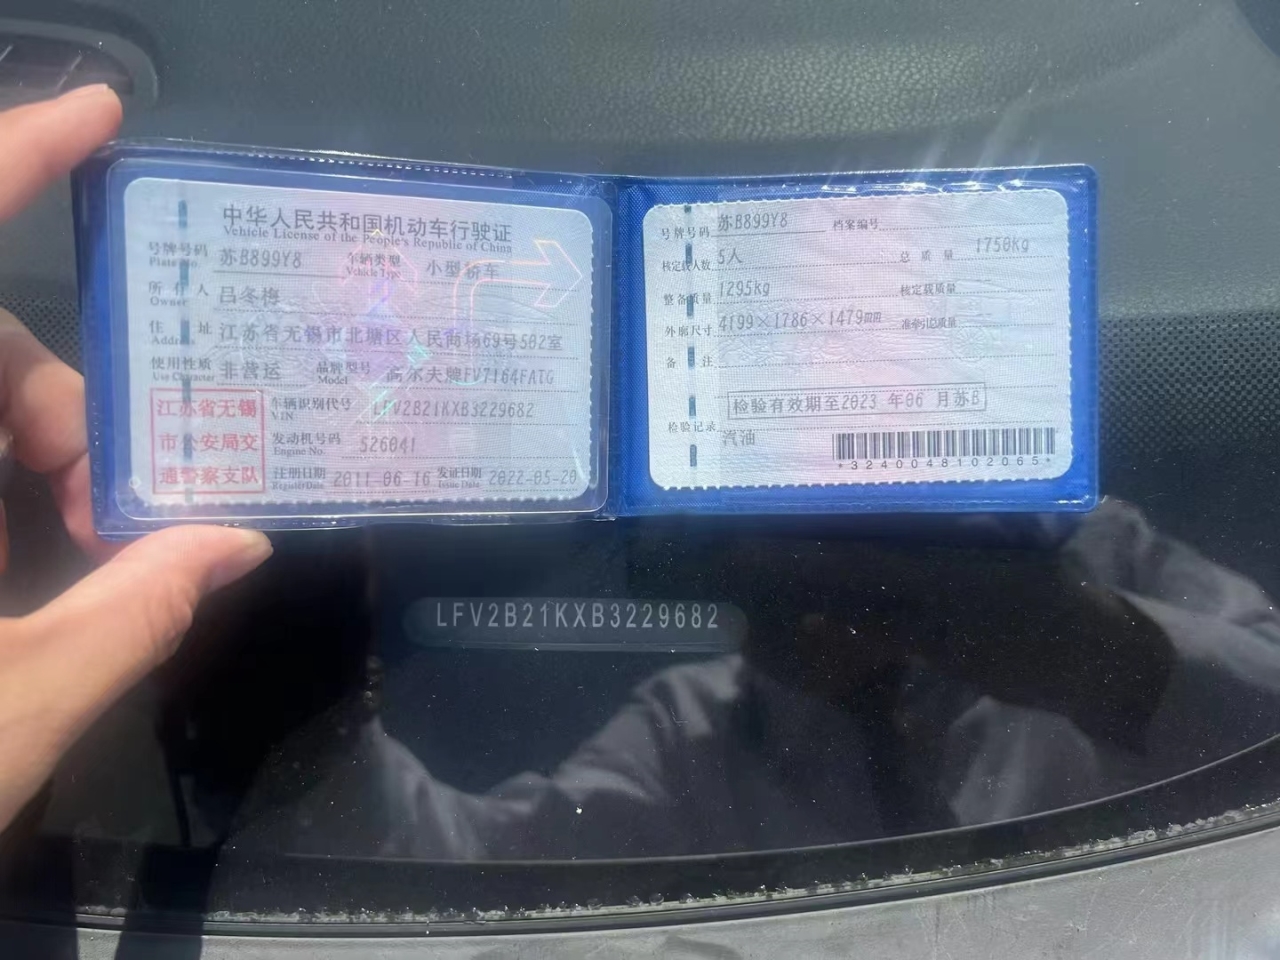 中华人民共和国机动车行驶证
Vehicle License of the People's Republic of China
号牌号码 苏B899Y8 车辆类型 小型轿车
Plate No. Vehicle Type
所有人 吕冬梅
Owner
住址 江苏省无锡市北塘区人民商场69号502室
Address
使用性质 非营运 品牌型号 高尔夫牌FV7164FATG
Use Character Model
江苏省无锡
市公安局交
通警察支队
车辆识别代号 LFV2B21KXB3229682
VIN
发动机号码 526041
Engine No.
注册日期 2011-06-16 发证日期 2022-05-20
Register Date Issue Date
号牌号码 苏B899Y8 档案编号
核定载人数 5人 总质量 1750kg
整备质量 1295kg 核定载质量
外廓尺寸 4199×1786×1479mm 准牵引总质量
备注
检验有效期至2023 年06 月苏B
检验记录
汽油
*3240048102065*
LFV2B21KXB3229682